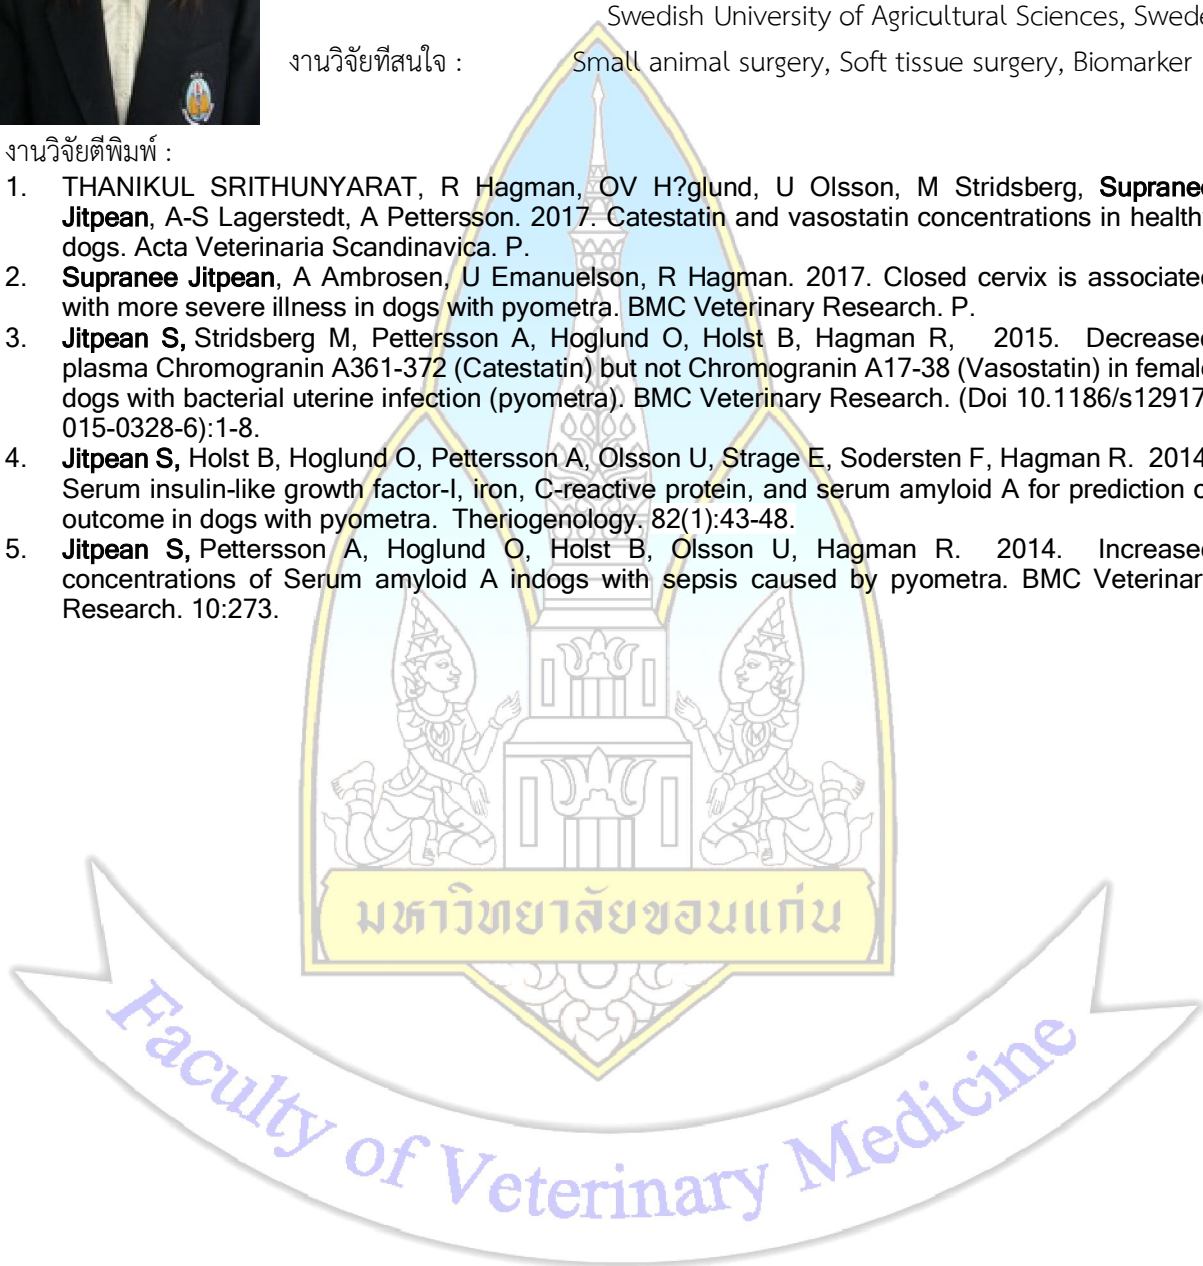 Swedish University of Agricultural Sciences, Swede
งานวิจัยที่สนใจ : Small animal surgery, Soft tissue surgery, Biomarker
งานวิจัยตีพิมพ์ :
1. THANIKUL SRITHUNYARAT, R Hagman, OV H?glund, U Olsson, M Stridsberg, Supranee
Jitpean, A-S Lagerstedt, A Pettersson. 2017. Catestatin and vasostatin concentrations in health
dogs. Acta Veterinaria Scandinavica. P.
2. Supranee Jitpean, A Ambrosen, U Emanuelson, R Hagman. 2017. Closed cervix is associated
with more severe illness in dogs with pyometra. BMC Veterinary Research. P.
3. Jitpean S, Stridsberg M, Pettersson A, Hoglund O, Holst B, Hagman R, 2015. Decreased
plasma Chromogranin A361-372 (Catestatin) but not Chromogranin A17-38 (Vasostatin) in female
dogs with bacterial uterine infection (pyometra). BMC Veterinary Research. (Doi 10.1186/s12917
015-0328-6):1-8.
4. Jitpean S, Holst B, Hoglund O, Pettersson A, Olsson U, Strage E, Sodersten F, Hagman R. 2014
Serum insulin-like growth factor-I, iron, C-reactive protein, and serum amyloid A for prediction o
outcome in dogs with pyometra. Theriogenology. 82(1):43-48.
5. Jitpean S, Pettersson A, Hoglund O, Holst B, Olsson U, Hagman R. 2014. Increased
concentrations of Serum amyloid A indogs with sepsis caused by pyometra. BMC Veterinar
Research. 10:273.
มหาวิทยาลัยขอนแก่น
Faculty of Veterinary Medicine